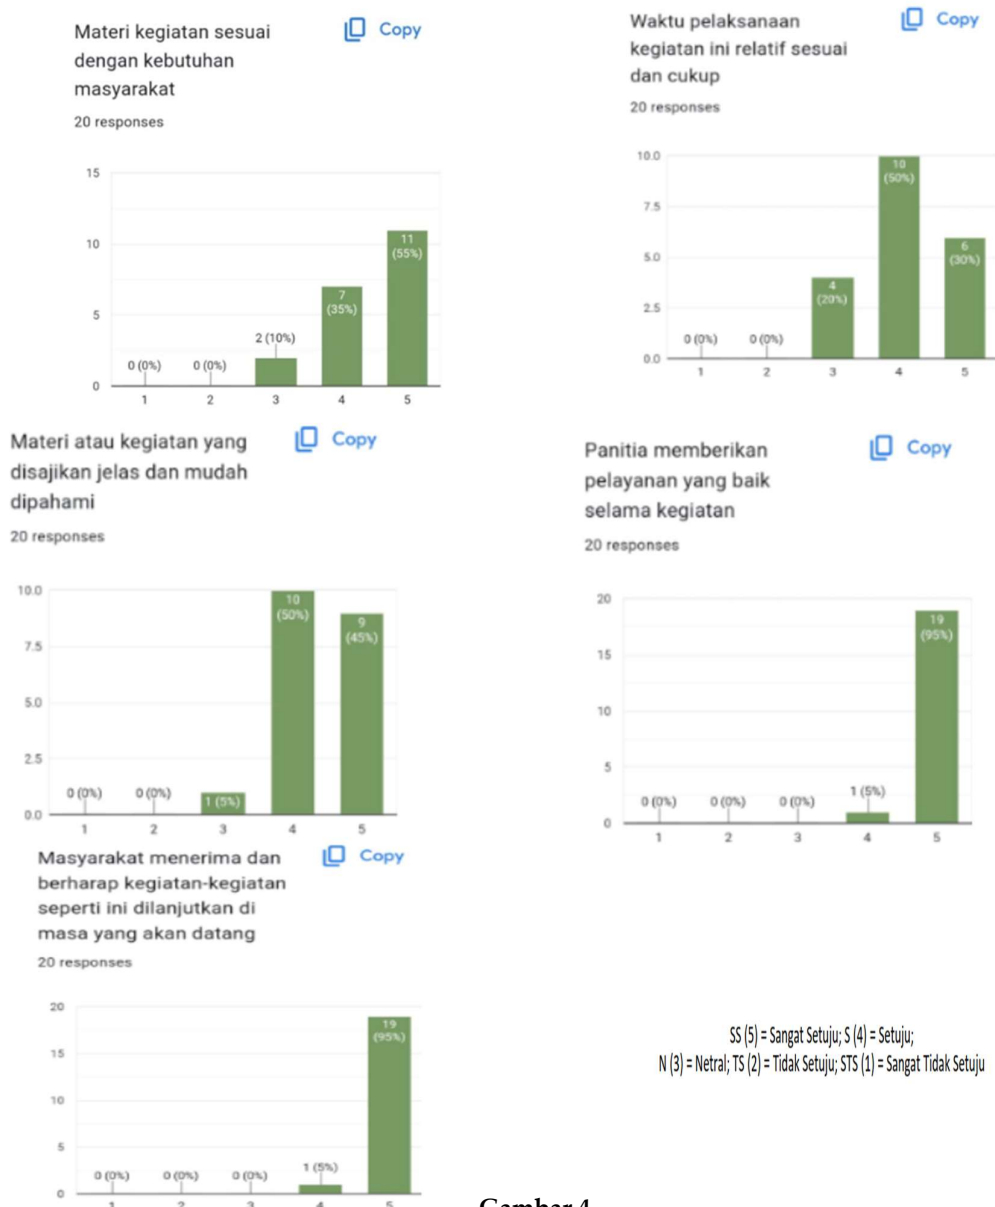 Materi kegiatan sesuai
dengan kebutuhan
masyarakat
Copy
20 responses
15
10
5
0
0 (0%)
0 (0%)
2 (10%)
7
(35%)
11
(55%)
1
2
3
4
5
Waktu pelaksanaan
kegiatan ini relatif sesuai
dan cukup
Copy
20 responses
10.0
7.5
5.0
2.5
0.0
0 (0%)
0 (0%)
4
(20%)
10
(50%)
6
(30%)
1
2
3
4
5
Materi atau kegiatan yang
disajikan jelas dan mudah
dipahami
Copy
20 responses
10.0
7.5
5.0
2.5
0.0
0 (0%)
0 (0%)
1 (5%)
10
(50%)
9
(45%)
1
2
3
4
5
Panitia memberikan
pelayanan yang baik
selama kegiatan
Copy
20 responses
20
15
10
5
0
0 (0%)
0 (0%)
0 (0%)
1 (5%)
19
(95%)
1
2
3
4
5
Masyarakat menerima dan
berharap kegiatan-kegiatan
seperti ini dilanjutkan di
masa yang akan datang
Copy
20 responses
20
15
10
5
0
0 (0%)
0 (0%)
0 (0%)
1 (5%)
19
(95%)
1
2
3
4
5
SS (5) = Sangat Setuju; S (4) = Setuju;
N (3) = Netral; TS (2) = Tidak Setuju; STS (1) = Sangat Tidak Setuju
Gambar 4